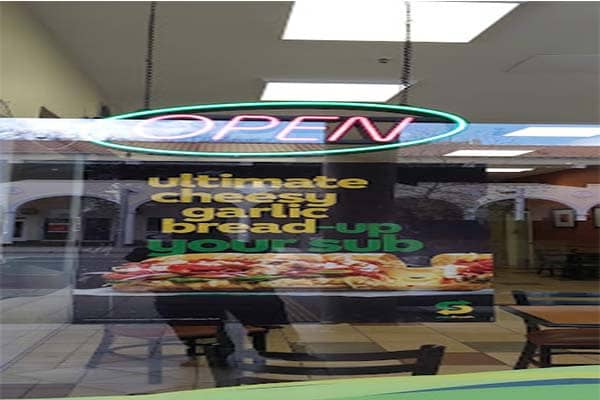 OPEN
ultimate
cheesy
garlic
bread-up
your sub